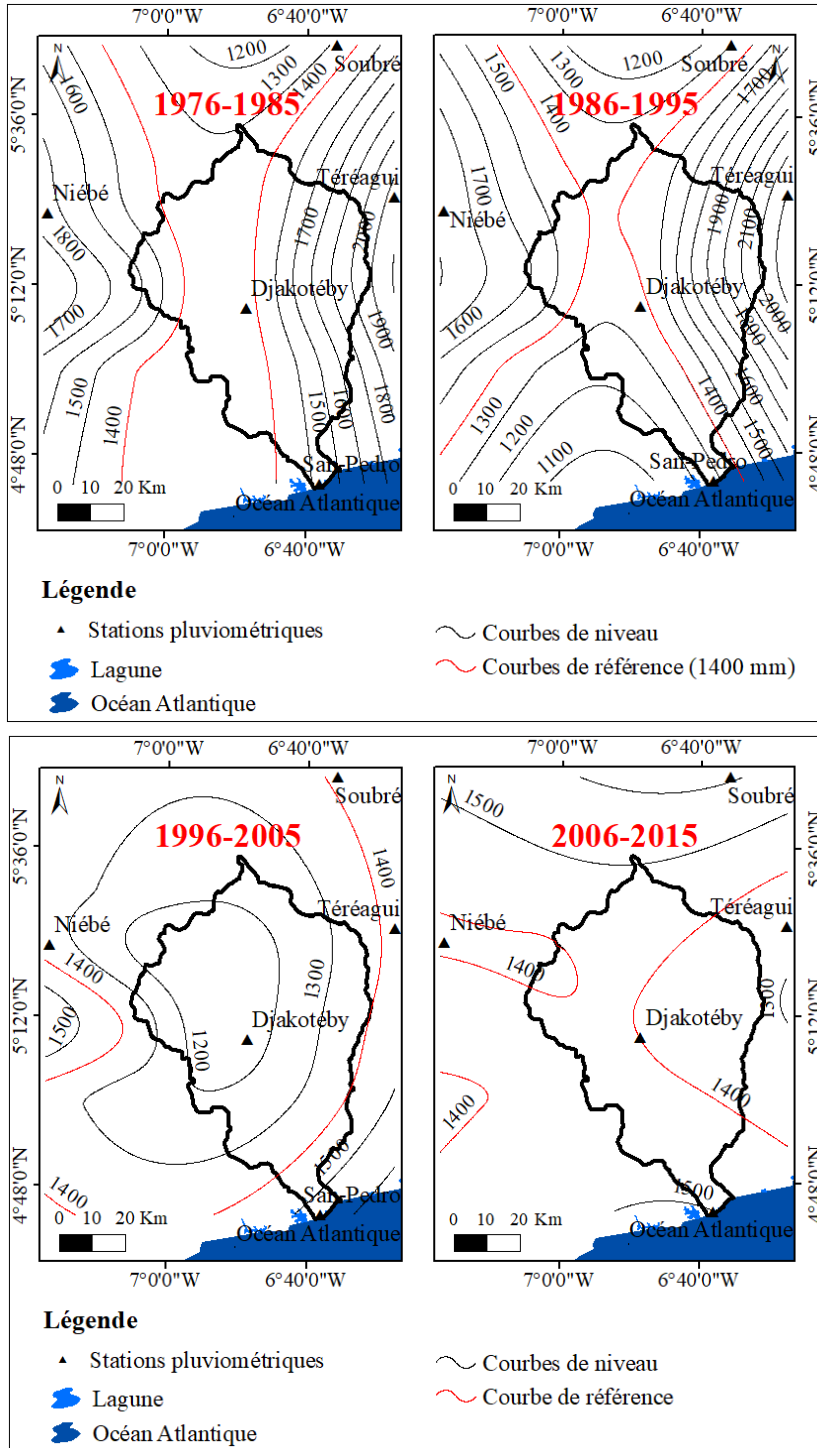 7°0'0"W 6°40'0"W 7°0'0"W 6°40'0"W
N
1976-1985
Soubré
Téréagui
Niébé
Djakotéby
San-Pedro
Océan Atlantique
1200
1300
1400
1600
1700
2000
1800
1700
1500
1400
1900
1500
1600
1800
0 10 20 Km
5°36'0"N
5°12'0"N
4°48'0"N
N
1986-1995
Soubré
Téréagui
Niébé
Djakotéby
San-Pedro
Océan Atlantique
1200
1300
1500
1400
1700
1700
1900
2100
1600
2000
1800
1300
1200
1100
1400
1600
1500
0 10 20 Km
5°36'0"N
5°12'0"N
4°48'0"N
7°0'0"W 6°40'0"W 7°0'0"W 6°40'0"W
Légende
Stations pluviométriques
Lagune
Océan Atlantique
Courbes de niveau
Courbes de référence (1400 mm)
7°0'0"W 6°40'0"W 7°0'0"W 6°40'0"W
N
1996-2005
Soubré
Téréagui
Niébé
Djakotéby
San-Pedro
Océan Atlantique
1400
1400
1300
1500
1200
1500
1400
0 10 20 Km
5°36'0"N
5°12'0"N
4°48'0"N
N
2006-2015
Soubré
Téréagui
Niébé
Djakotéby
Océan Atlantique
1500
1400
1500
1400
1400
1500
0 10 20 Km
5°36'0"N
5°12'0"N
4°48'0"N
7°0'0"W 6°40'0"W 7°0'0"W 6°40'0"W
Légende
Stations pluviométriques
Lagune
Océan Atlantique
Courbes de niveau
Courbe de référence